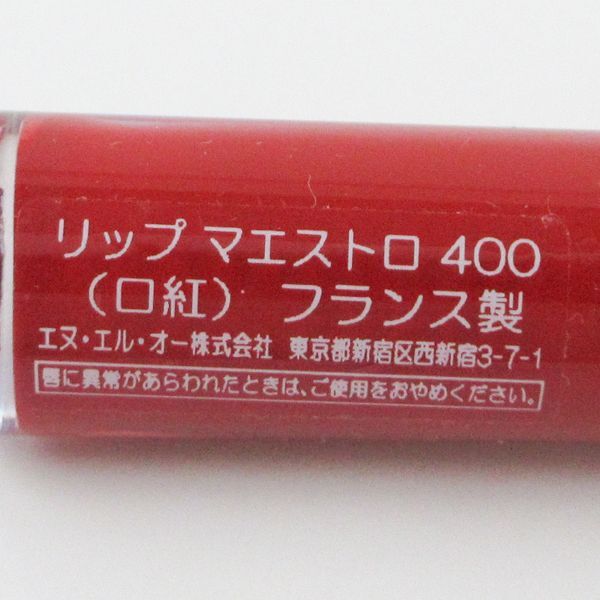 リップ マエストロ 400
（口紅） フランス製
エヌ・エル・オー株式会社 東京都新宿区西新宿3-7-1
唇に異常があらわれたときは、ご使用をおやめください。